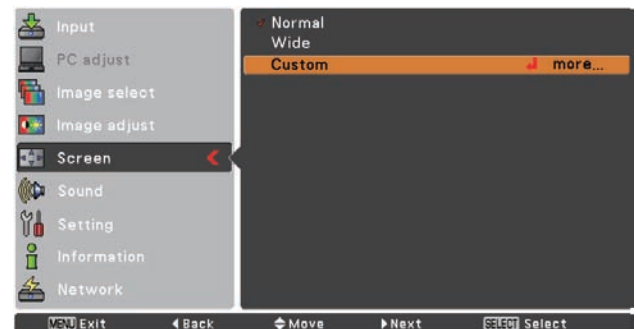 Input
PC adjust
Image select
Image adjust
Screen
Sound
Setting
Information
Network
Normal
Wide
Custom more...
MENU Exit Back Move Next SELECT Select